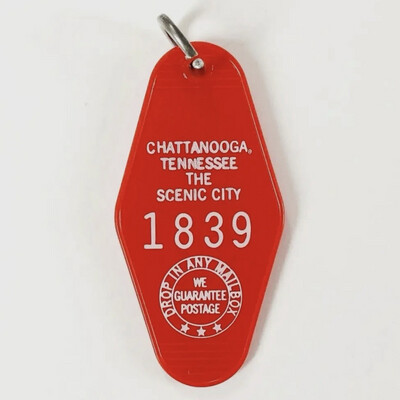 CHATTANOOGA,
TENNESSEE
THE
SCENIC CITY
1839
DROP IN ANY MAILBOX
WE
GUARANTEE
POSTAGE